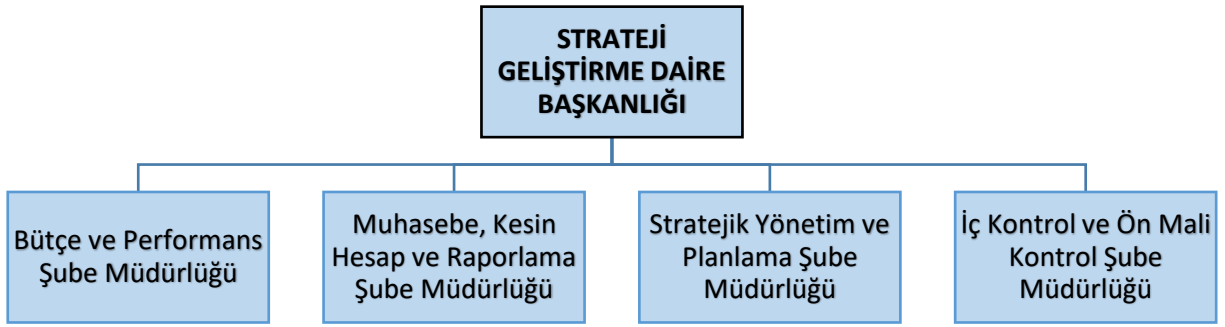 STRATEJİ
GELİŞTİRME DAİRE
BAŞKANLIĞI
Bütçe ve Performans
Şube Müdürlüğü
Muhasebe, Kesin
Hesap ve Raporlama
Şube Müdürlüğü
Stratejik Yönetim ve
Planlama Şube
Müdürlüğü
İç Kontrol ve Ön Mali
Kontrol Şube
Müdürlüğü